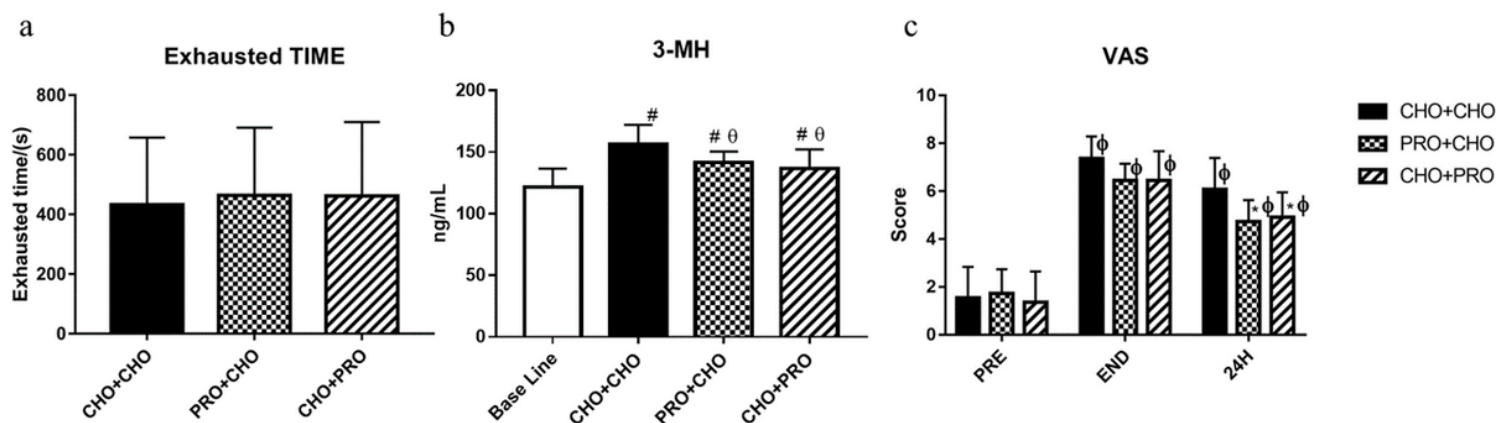 a
Exhausted TIME
Exhausted time/(s)
800
600
400
200
0
CHO+CHO
PRO+CHO
CHO+PRO
b
3-MH
ng/mL
200
150
100
50
0
#
# θ
# θ
Base Line
CHO+CHO
PRO+CHO
CHO+PRO
c
VAS
Score
10
8
6
4
2
0
ϕ
ϕ
ϕ
ϕ
*ϕ
*ϕ
PRE
END
24H
CHO+CHO
PRO+CHO
CHO+PRO